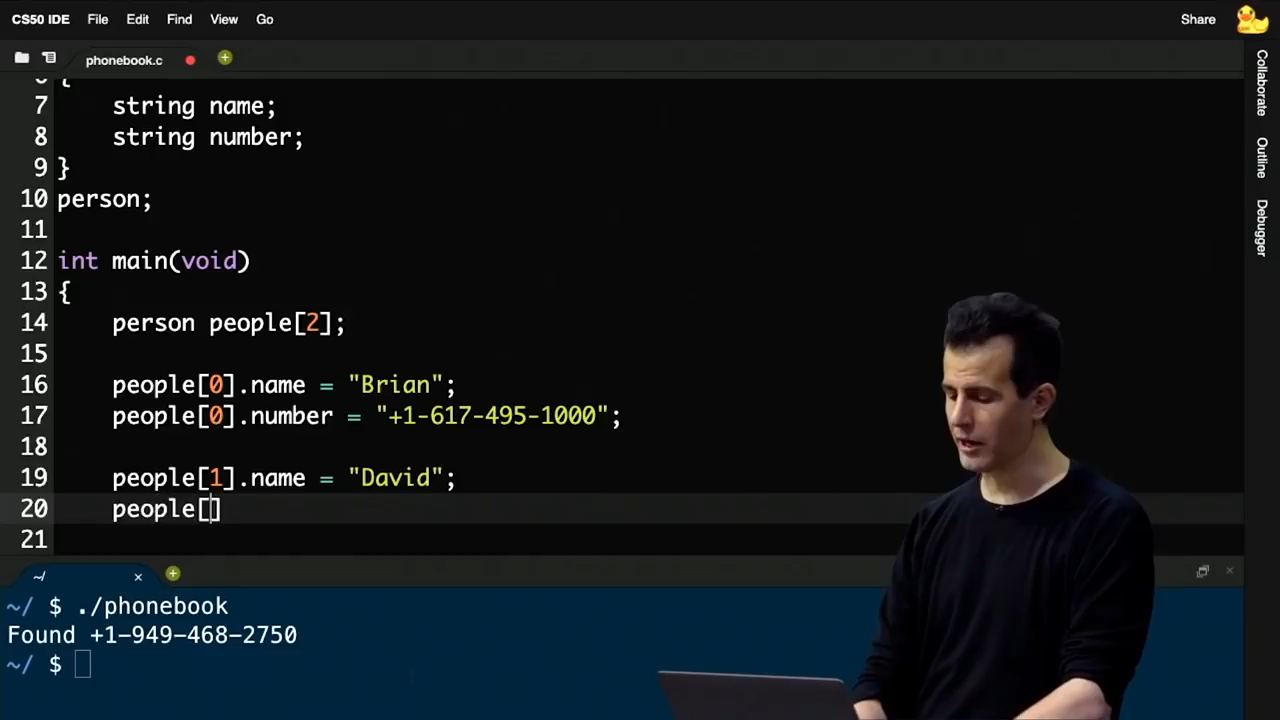 CS50 IDE File Edit Find View Go Share
phonebook.c
6 {
7 string name;
8 string number;
9 }
10 person;
11
12 int main(void)
13 {
14 person people[2];
15
16 people[0].name = "Brian";
17 people[0].number = "+1-617-495-1000";
18
19 people[1].name = "David";
20 people[]
21
~/
~/ $ ./phonebook
Found +1-949-468-2750
~/ $
Collaborate
Outline
Debugger